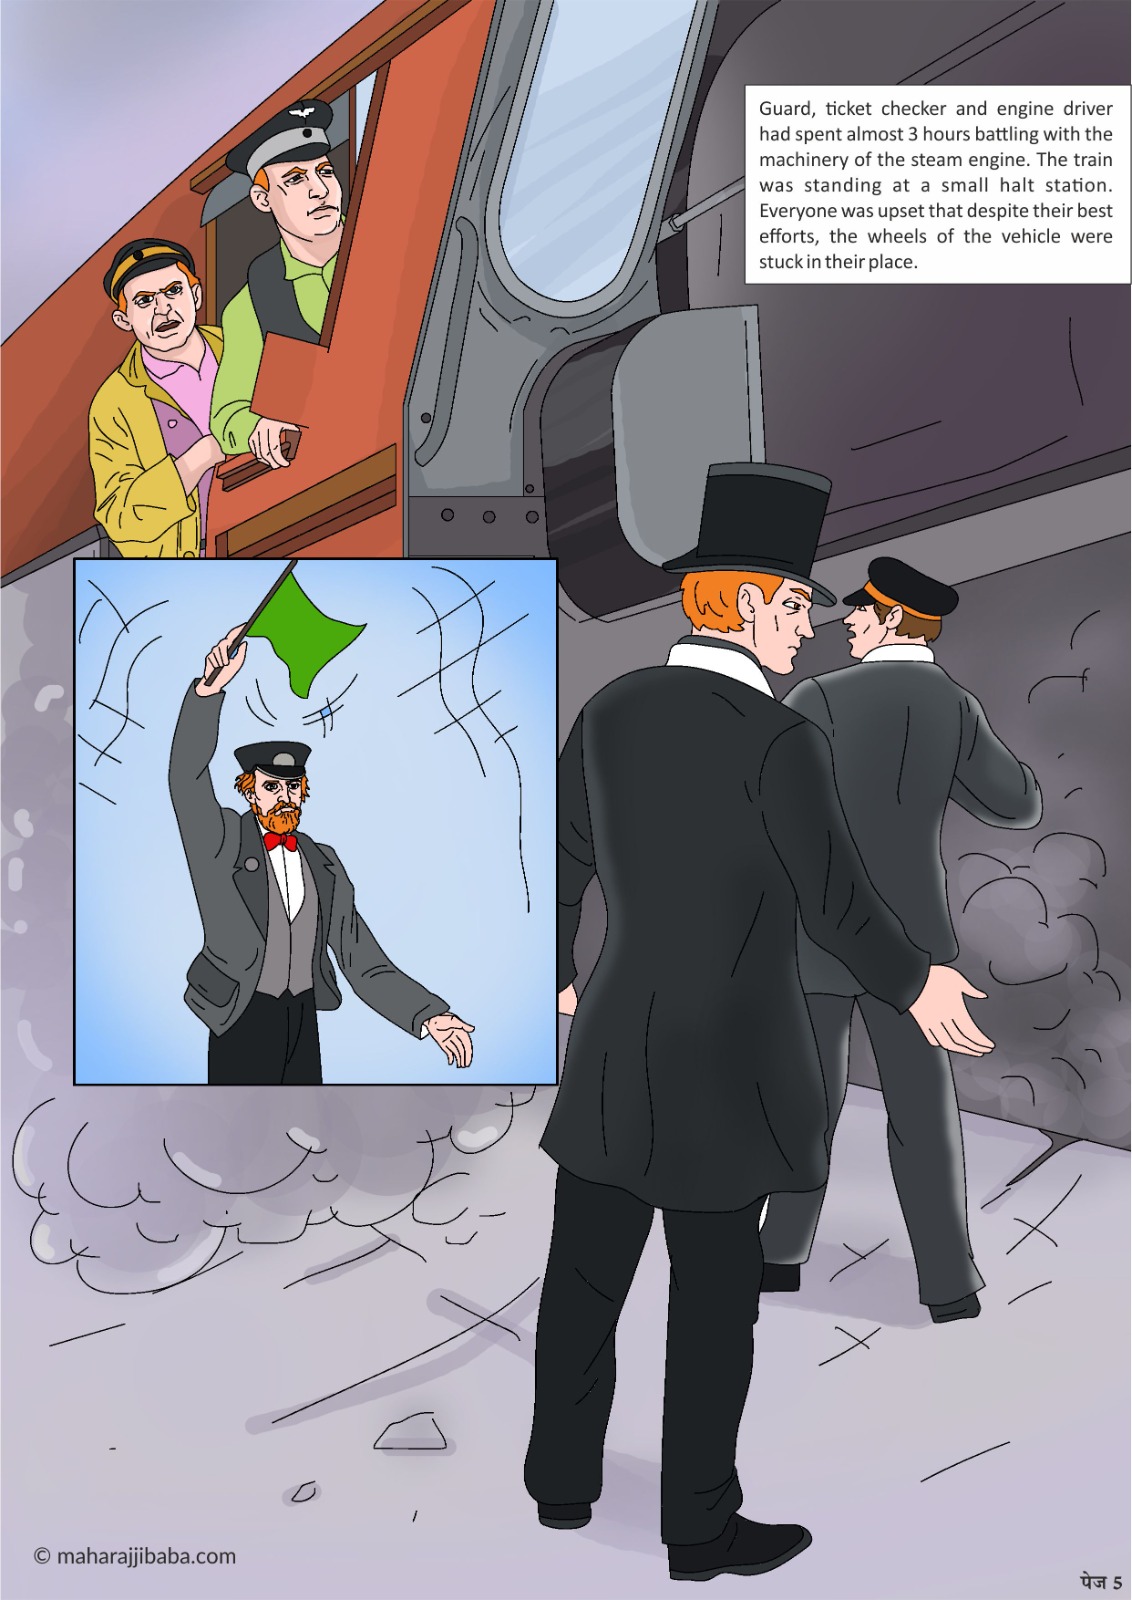 Guard, ticket checker and engine driver
had spent almost 3 hours battling with the
machinery of the steam engine. The train
was standing at a small halt station.
Everyone was upset that despite their best
efforts, the wheels of the vehicle were
stuck in their place.
© maharajjibaba.com
पेज 5